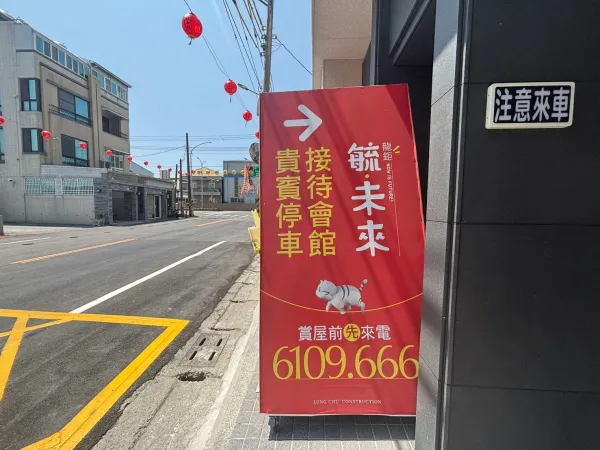 注意來車
龍鉅
毓·未來
接待會館
貴賓停車
賞屋前先來電
6109.666
LUNG CHU CONSTRUCTION